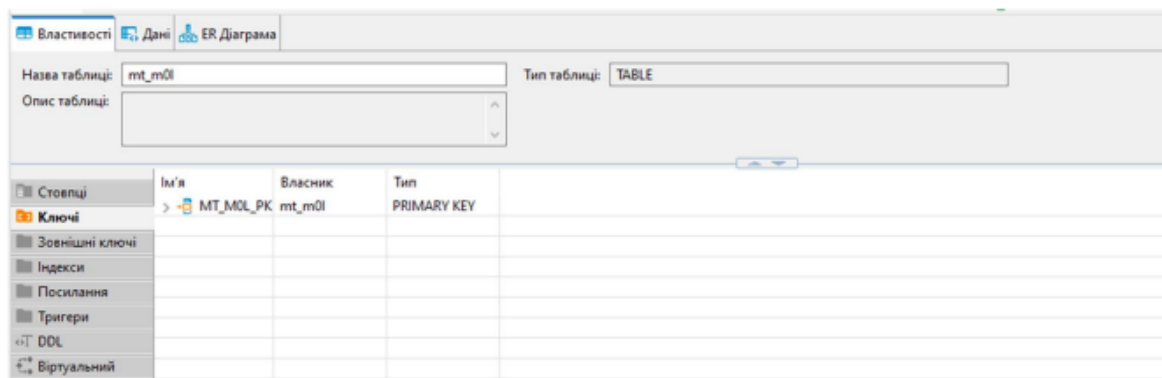 Властивості Дані ER Діаграма
Назва таблиці: mt_m0l Тип таблиці: TABLE
Опис таблиці:
Ім'я Власник Тип
Стовпці
MT_M0L_PK mt_m0l PRIMARY KEY
Ключі
Зовнішні ключі
Індекси
Посилання
Тригери
DDL
Віртуальний